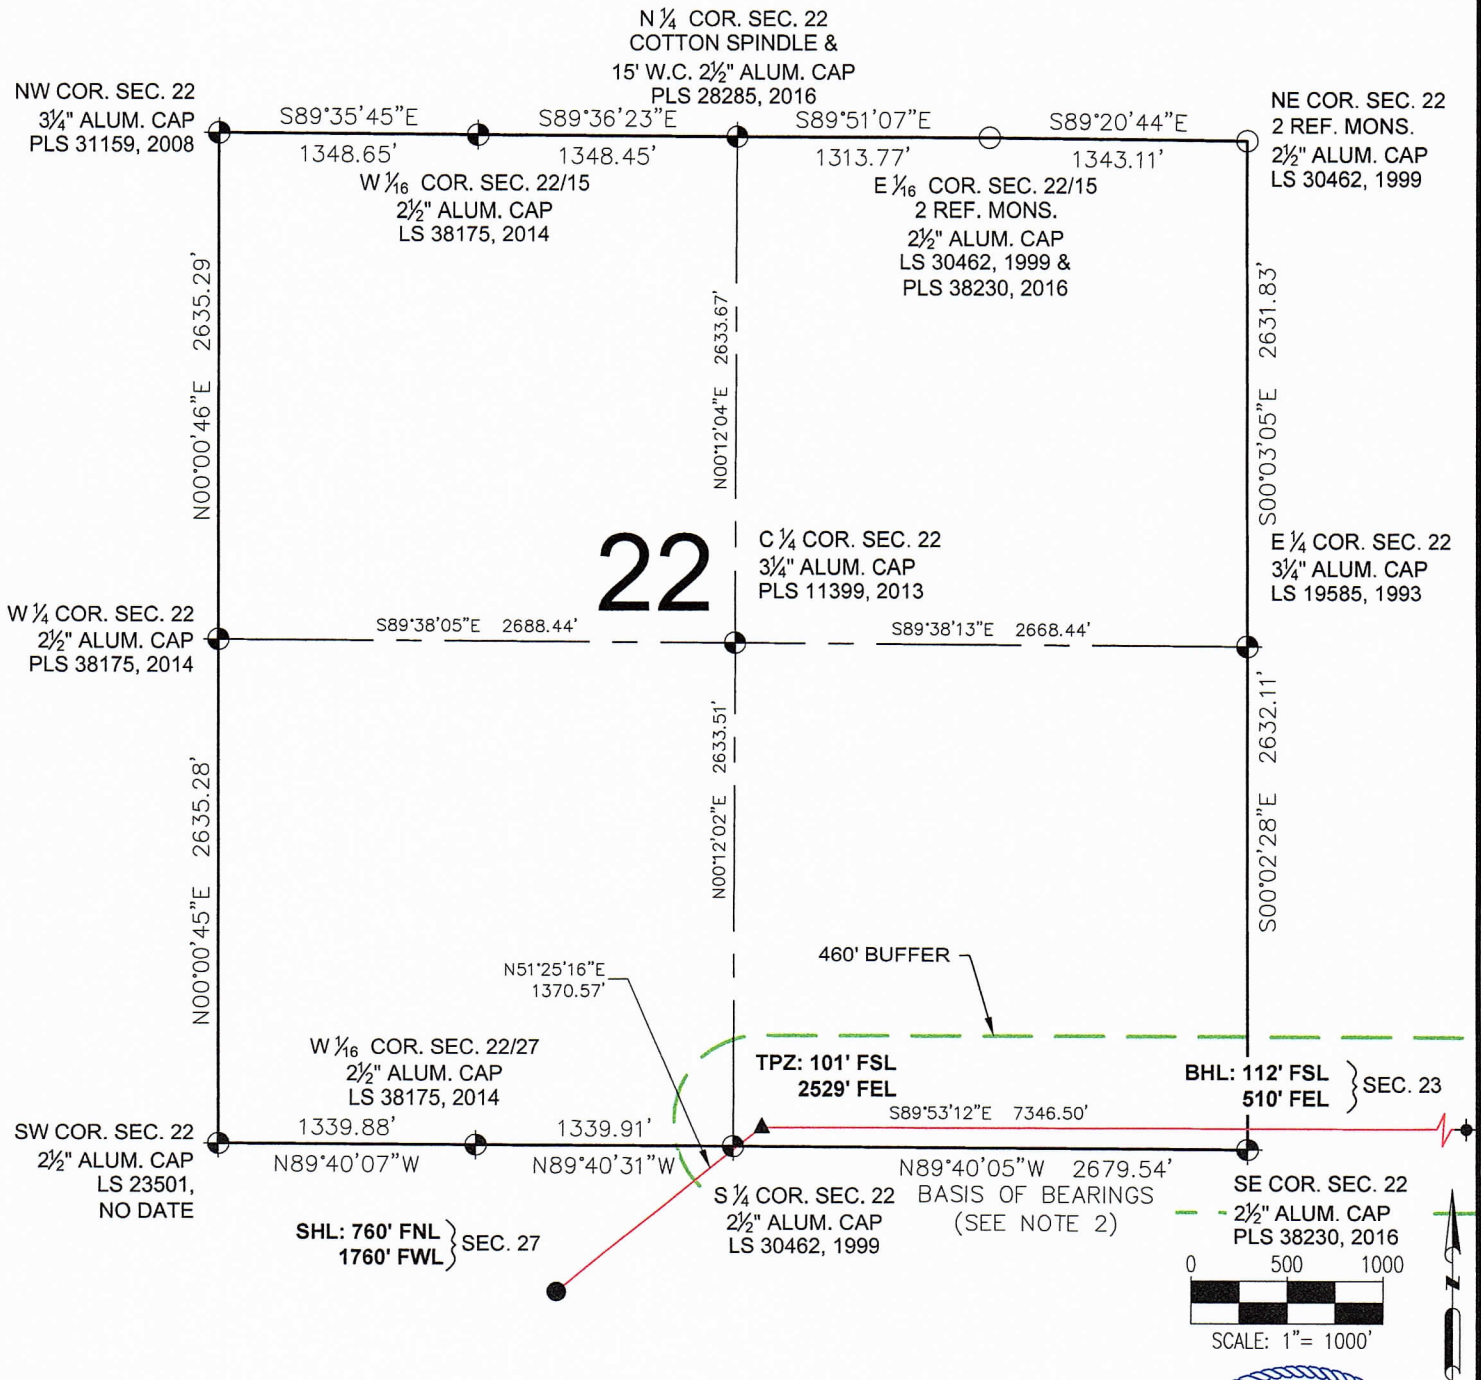 N ¼ COR. SEC. 22
COTTON SPINDLE &
15' W.C. 2½" ALUM. CAP
PLS 28285, 2016
NW COR. SEC. 22
3¼" ALUM. CAP
PLS 31159, 2008
S89°35'45"E
1348.65'
S89°36'23"E
1348.45'
S89°51'07"E
1313.77'
S89°20'44"E
1343.11'
NE COR. SEC. 22
2 REF. MONS.
2½" ALUM. CAP
LS 30462, 1999
W 1⁄16 COR. SEC. 22/15
2½" ALUM. CAP
LS 38175, 2014
E 1⁄16 COR. SEC. 22/15
2 REF. MONS.
2½" ALUM. CAP
LS 30462, 1999 &
PLS 38230, 2016
N00°00'46"E 2635.29'
N00°12'04"E 2633.67'
S00°03'05"E 2631.83'
22
C ¼ COR. SEC. 22
3¼" ALUM. CAP
PLS 11399, 2013
E ¼ COR. SEC. 22
3¼" ALUM. CAP
LS 19585, 1993
W ¼ COR. SEC. 22
2½" ALUM. CAP
PLS 38175, 2014
S89°38'05"E 2688.44'
S89°38'13"E 2668.44'
N00°00'45"E 2635.28'
N00°12'02"E 2633.51'
S00°02'28"E 2632.11'
N51°25'16"E
1370.57'
460' BUFFER
W 1⁄16 COR. SEC. 22/27
2½" ALUM. CAP
LS 38175, 2014
TPZ: 101' FSL
2529' FEL
BHL: 112' FSL
510' FEL
SEC. 23
S89°53'12"E 7346.50'
SW COR. SEC. 22
2½" ALUM. CAP
LS 23501,
NO DATE
1339.88'
N89°40'07"W
1339.91'
N89°40'31"W
N89°40'05"W 2679.54'
BASIS OF BEARINGS
(SEE NOTE 2)
S ¼ COR. SEC. 22
2½" ALUM. CAP
LS 30462, 1999
SE COR. SEC. 22
2½" ALUM. CAP
PLS 38230, 2016
SHL: 760' FNL
1760' FWL
SEC. 27
0 500 1000
SCALE: 1"= 1000'
N